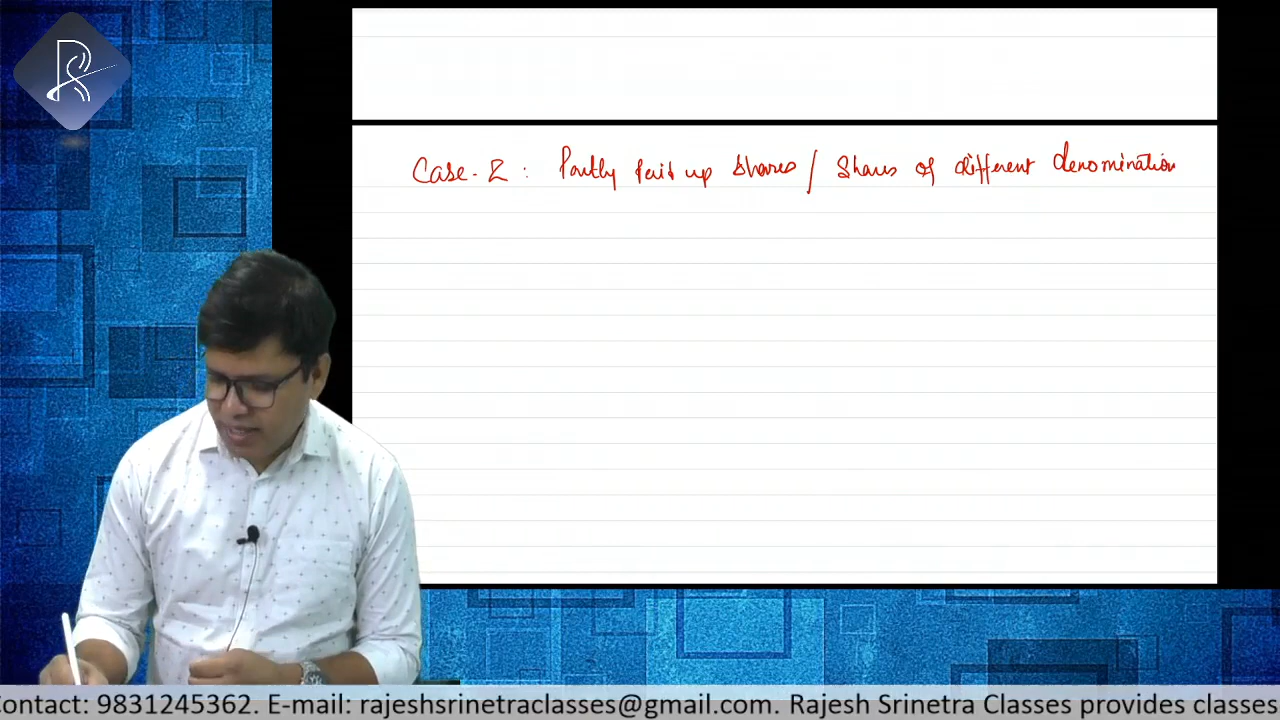 RS
Case-2: Partly paid up shares / Shares of different denomination
Contact: 9831245362. E-mail: rajeshsrinetraclasses@gmail.com. Rajesh Srinetra Classes provides classes